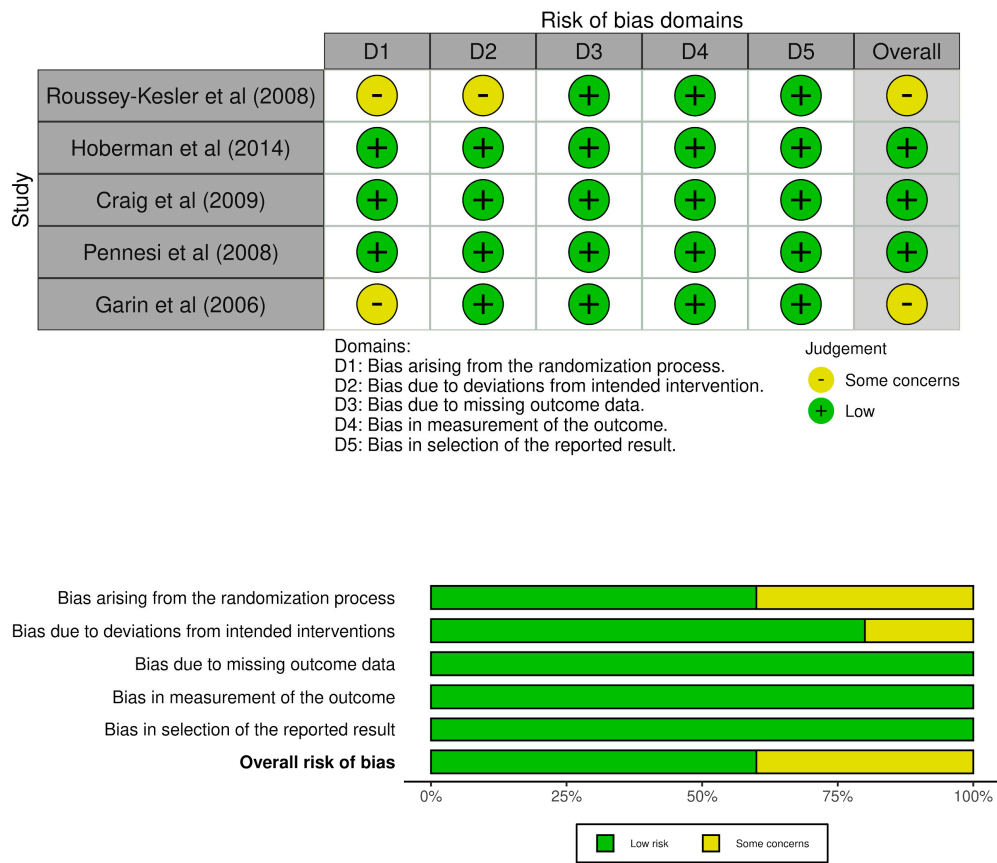 Risk of bias domains
D1 D2 D3 D4 D5 Overall
Study
Roussey-Kesler et al (2008) - - + + + -
Hoberman et al (2014) + + + + + +
Craig et al (2009) + + + + + +
Pennesi et al (2008) + + + + + +
Garin et al (2006) - + + + + -
Domains:
D1: Bias arising from the randomization process.
D2: Bias due to deviations from intended intervention.
D3: Bias due to missing outcome data.
D4: Bias in measurement of the outcome.
D5: Bias in selection of the reported result.
Judgement
- Some concerns
+ Low
Bias arising from the randomization process
Bias due to deviations from intended interventions
Bias due to missing outcome data
Bias in measurement of the outcome
Bias in selection of the reported result
Overall risk of bias
0% 25% 50% 75% 100%
Low risk Some concerns